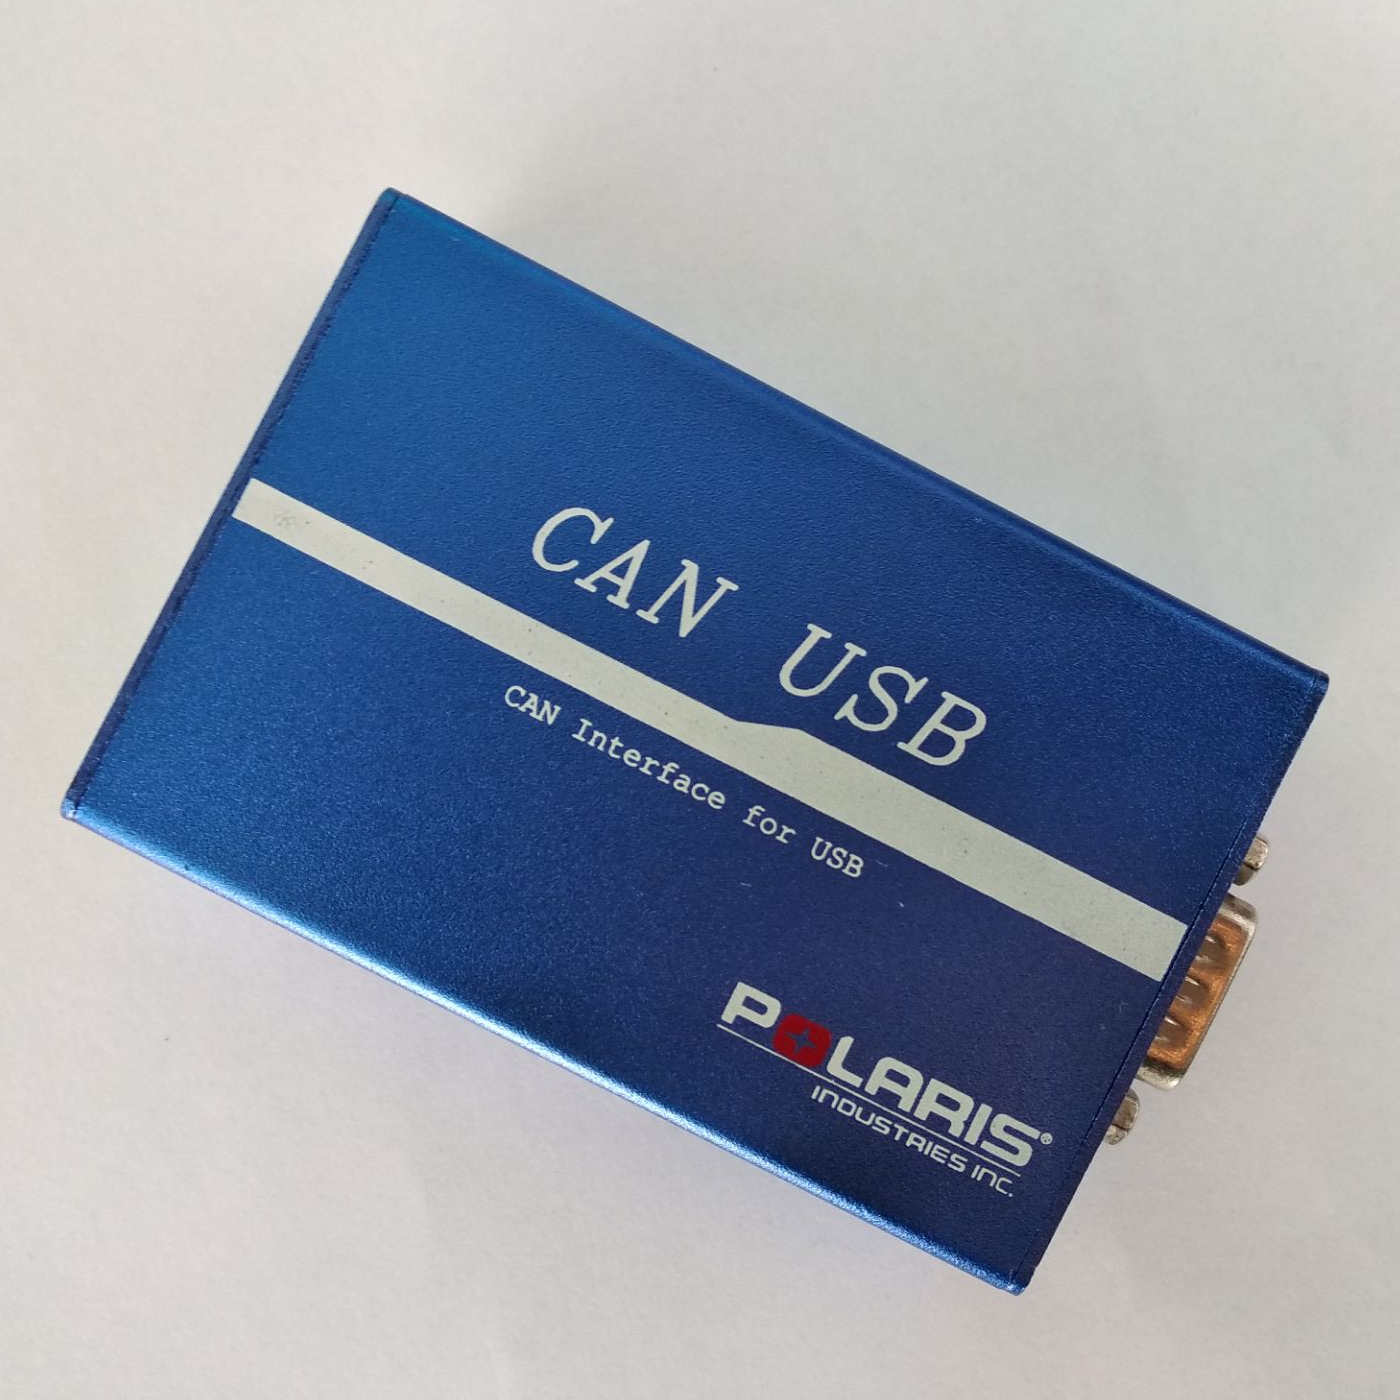 CAN USB
CAN Interface for USB
POLARIS®
INDUSTRIES INC.